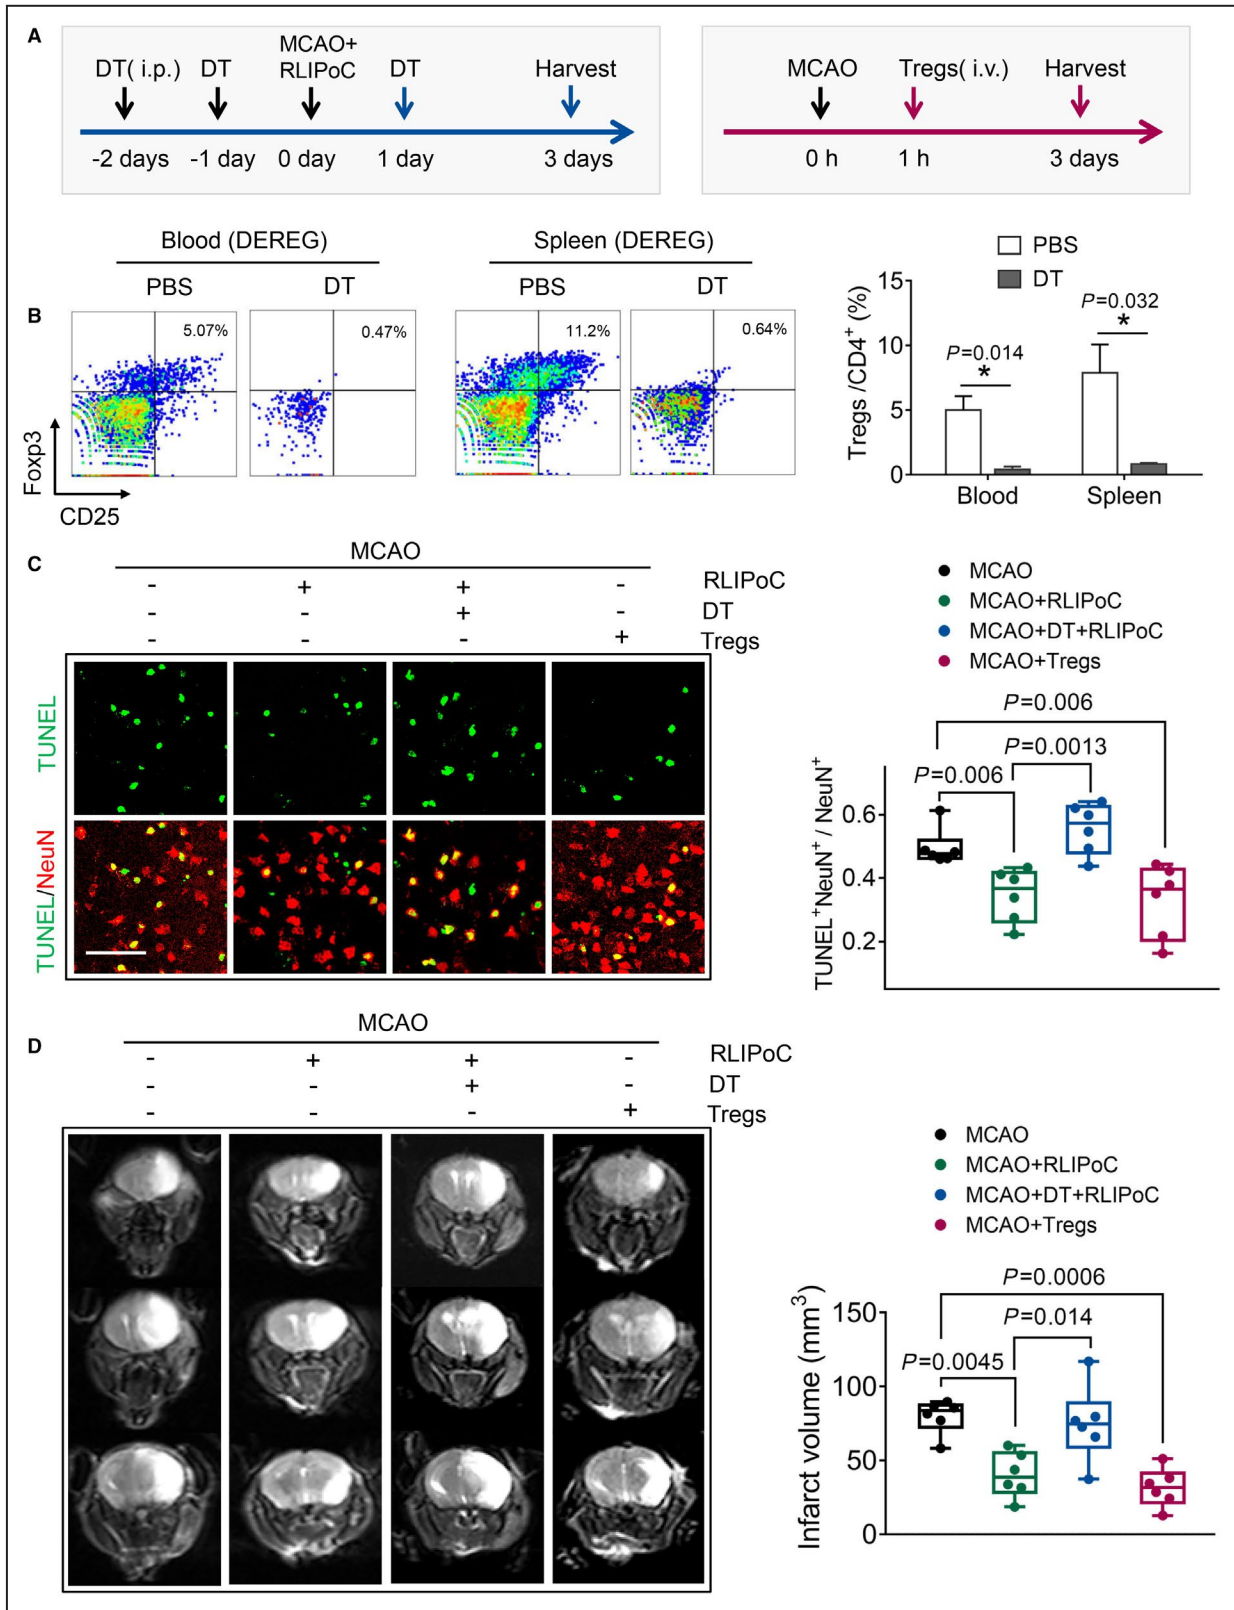 A
DT( i.p.) DT MCAO+ RLIPoC DT Harvest
-2 days -1 day 0 day 1 day 3 days
MCAO Tregs( i.v.) Harvest
0 h 1 h 3 days
B
Blood (DEREG) Spleen (DEREG)
PBS DT PBS DT
5.07% 0.47% 11.2% 0.64%
Foxp3
CD25
PBS
DT
Tregs /CD4+ (%)
15
10
5
0
P=0.014
*
P=0.032
*
Blood Spleen
C
MCAO
- + + - RLIPoC
- - + - DT
- - - + Tregs
TUNEL
TUNEL/NeuN
MCAO
MCAO+RLIPoC
MCAO+DT+RLIPoC
MCAO+Tregs
P=0.006
P=0.0013
P=0.006
TUNEL+NeuN+ / NeuN+
0.6
0.4
0.2
D
MCAO
- + + - RLIPoC
- - + - DT
- - - + Tregs
MCAO
MCAO+RLIPoC
MCAO+DT+RLIPoC
MCAO+Tregs
P=0.0006
P=0.014
P=0.0045
Infarct volume (mm3)
150
100
50
0